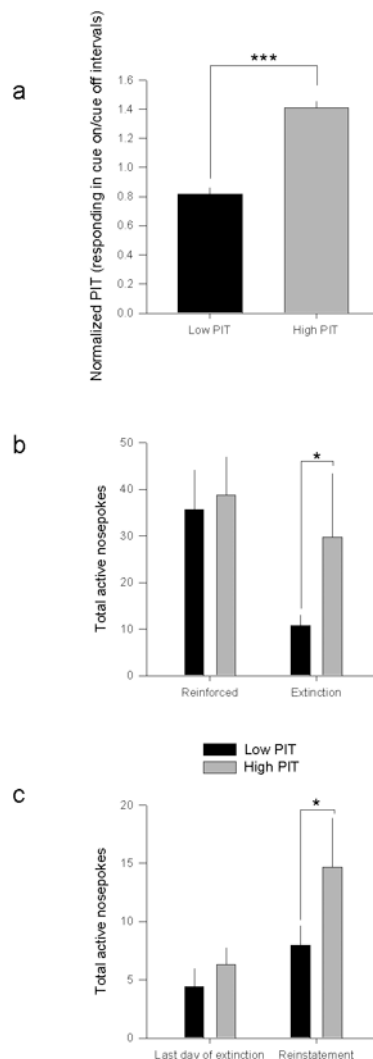 a
Normalized PIT (responding in cue on/cue off intervals)
***
1.6
1.4
1.2
1.0
0.8
0.6
0.4
0.2
0.0
Low PIT High PIT
b
Total active nosepokes
*
50
40
30
20
10
0
Reinforced Extinction
Low PIT
High PIT
c
Total active nosepokes
*
20
15
10
5
0
Last day of extinction Reinstatement